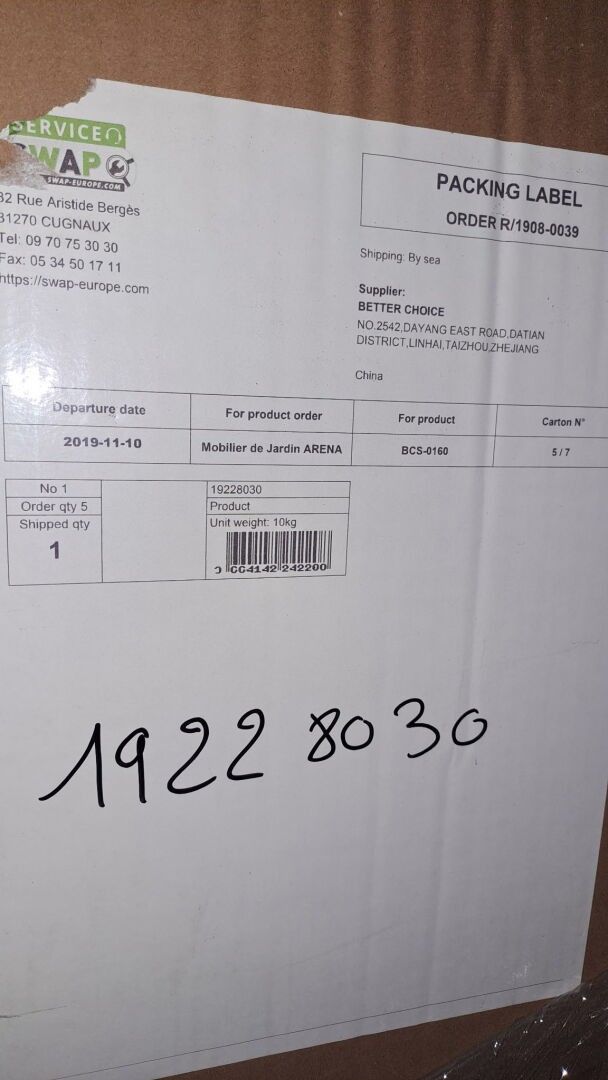 SERVICE
SWAP
SWAP-EUROPE.COM
32 Rue Aristide Bergès
31270 CUGNAUX
Tel: 09 70 75 30 30
Fax: 05 34 50 17 11
https://swap-europe.com
PACKING LABEL
ORDER R/1908-0039
Shipping: By sea
Supplier:
BETTER CHOICE
NO.2542,DAYANG EAST ROAD,DATIAN
DISTRICT,LINHAI,TAIZHOU,ZHEJIANG
China
Departure date For product order For product Carton N°
2019-11-10 Mobilier de Jardin ARENA BCS-0160 5 / 7
No 1 19228030
Order qty 5 Product
Shipped qty Unit weight: 10kg
1
19228030